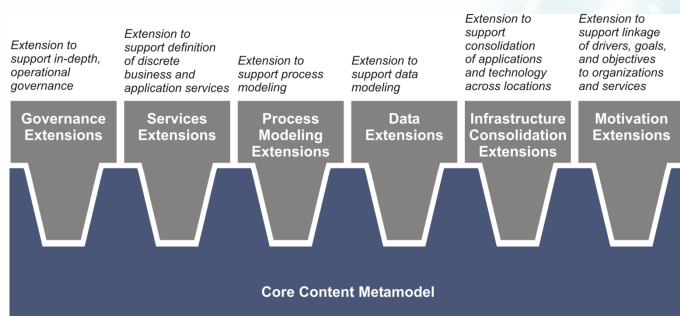 Extension to
support in-depth,
operational
governance
Extension to
support definition
of discrete
business and
application services
Extension to
support process
modeling
Extension to
support data
modeling
Extension to
support
consolidation
of applications
and technology
across locations
Extension to
support linkage
of drivers, goals,
and objectives
to organizations
and services
Governance
Extensions
Services
Extensions
Process
Modeling
Extensions
Data
Extensions
Infrastructure
Consolidation
Extensions
Motivation
Extensions
Core Content Metamodel